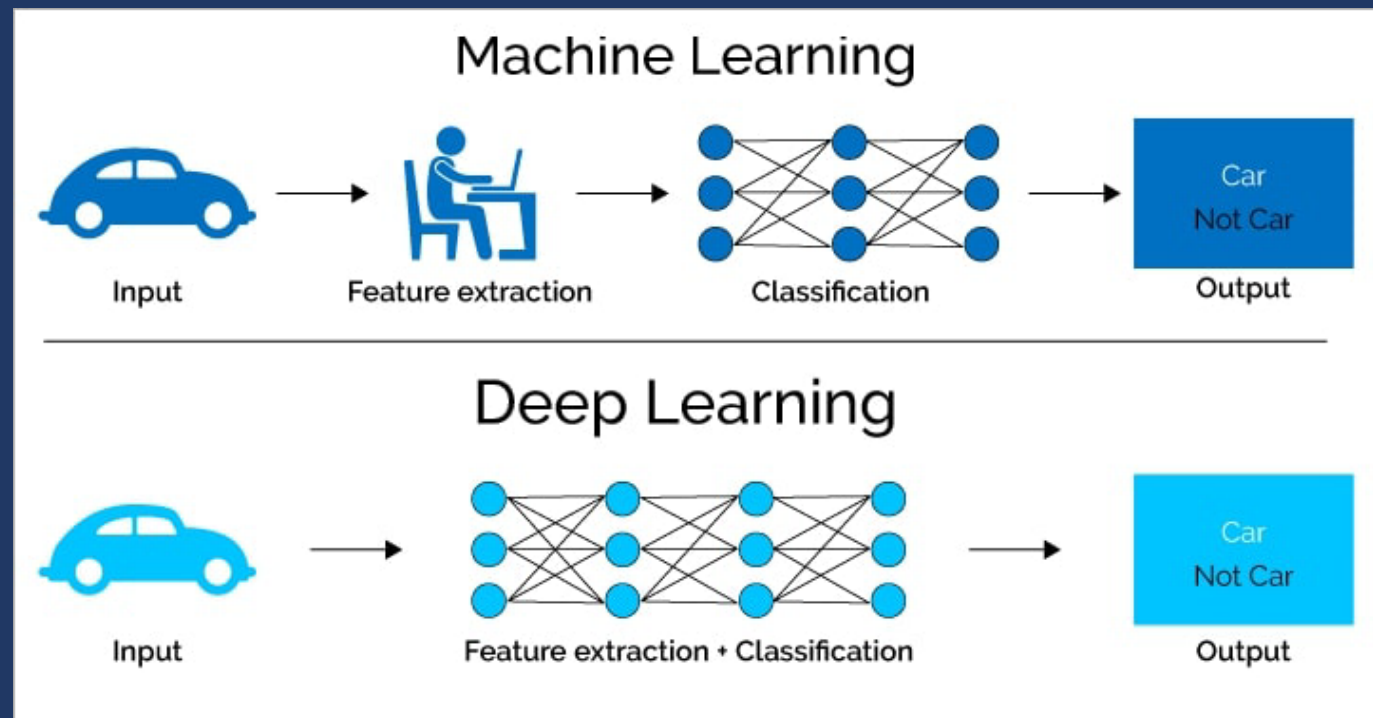 Machine Learning
Car
Not Car
Input
Feature extraction
Classification
Output
Deep Learning
Car
Not Car
Input
Feature extraction + Classification
Output